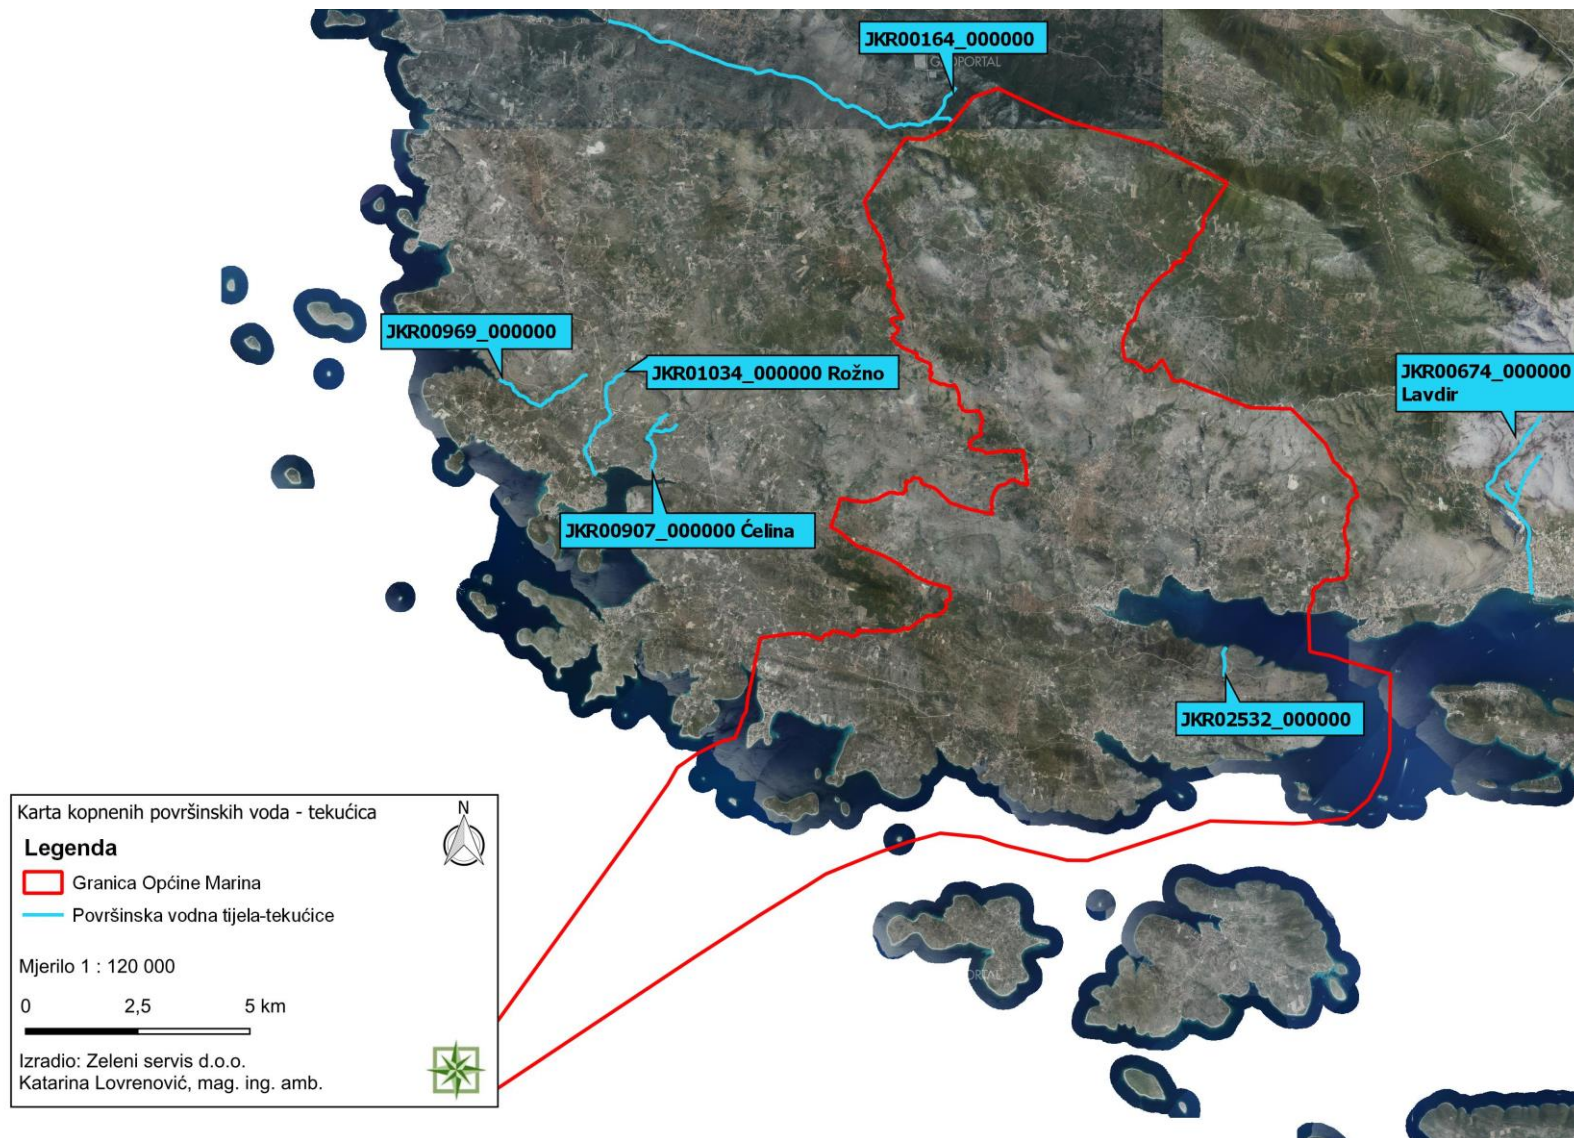 JKR00164_000000
GEOPORTAL
JKR00969_000000
JKR01034_000000 Rožno
JKR00674_000000
Lavdir
JKR00907_000000 Ćelina
JKR02532_000000
Karta kopnenih površinskih voda - tekućica
N
Legenda
Granica Općine Marina
Površinska vodna tijela-tekućice
Mjerilo 1 : 120 000
0 2,5 5 km
Izradio: Zeleni servis d.o.o.
Katarina Lovrenović, mag. ing. amb.